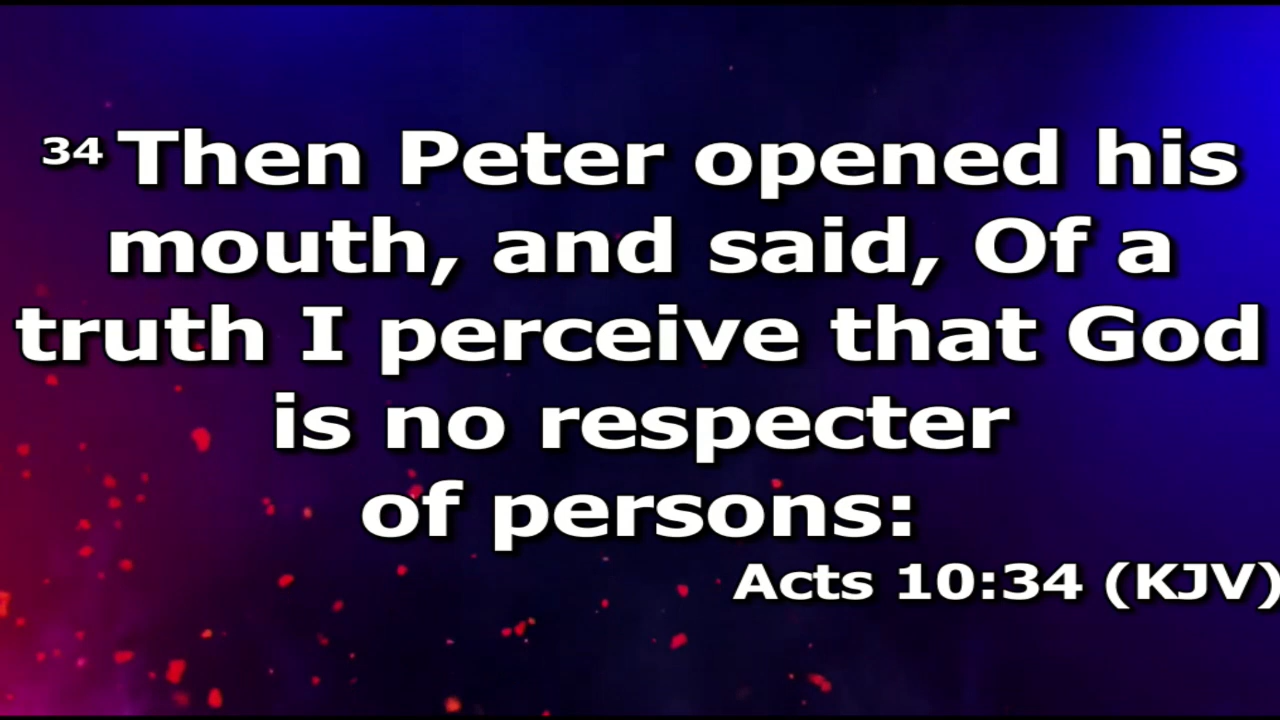 34 Then Peter opened his
mouth, and said, Of a
truth I perceive that God
is no respecter
of persons:
Acts 10:34 (KJV)